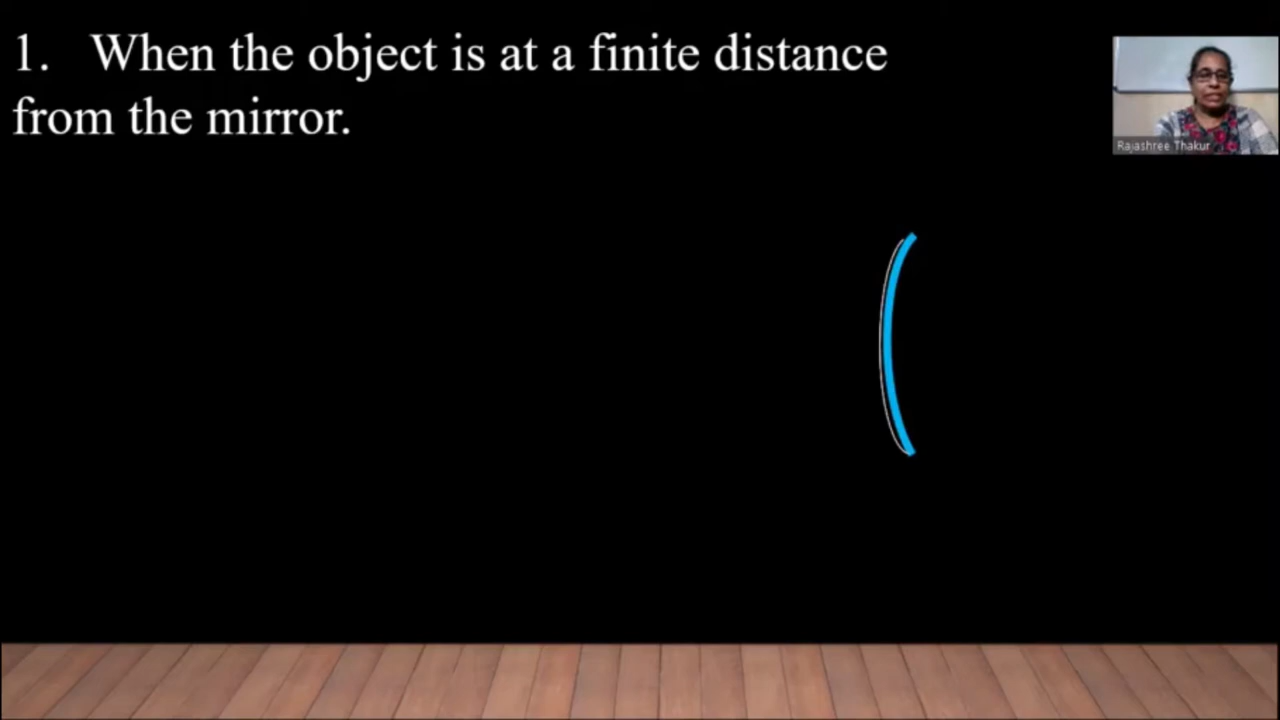 1. When the object is at a finite distance
from the mirror.
Rajashree Thakur